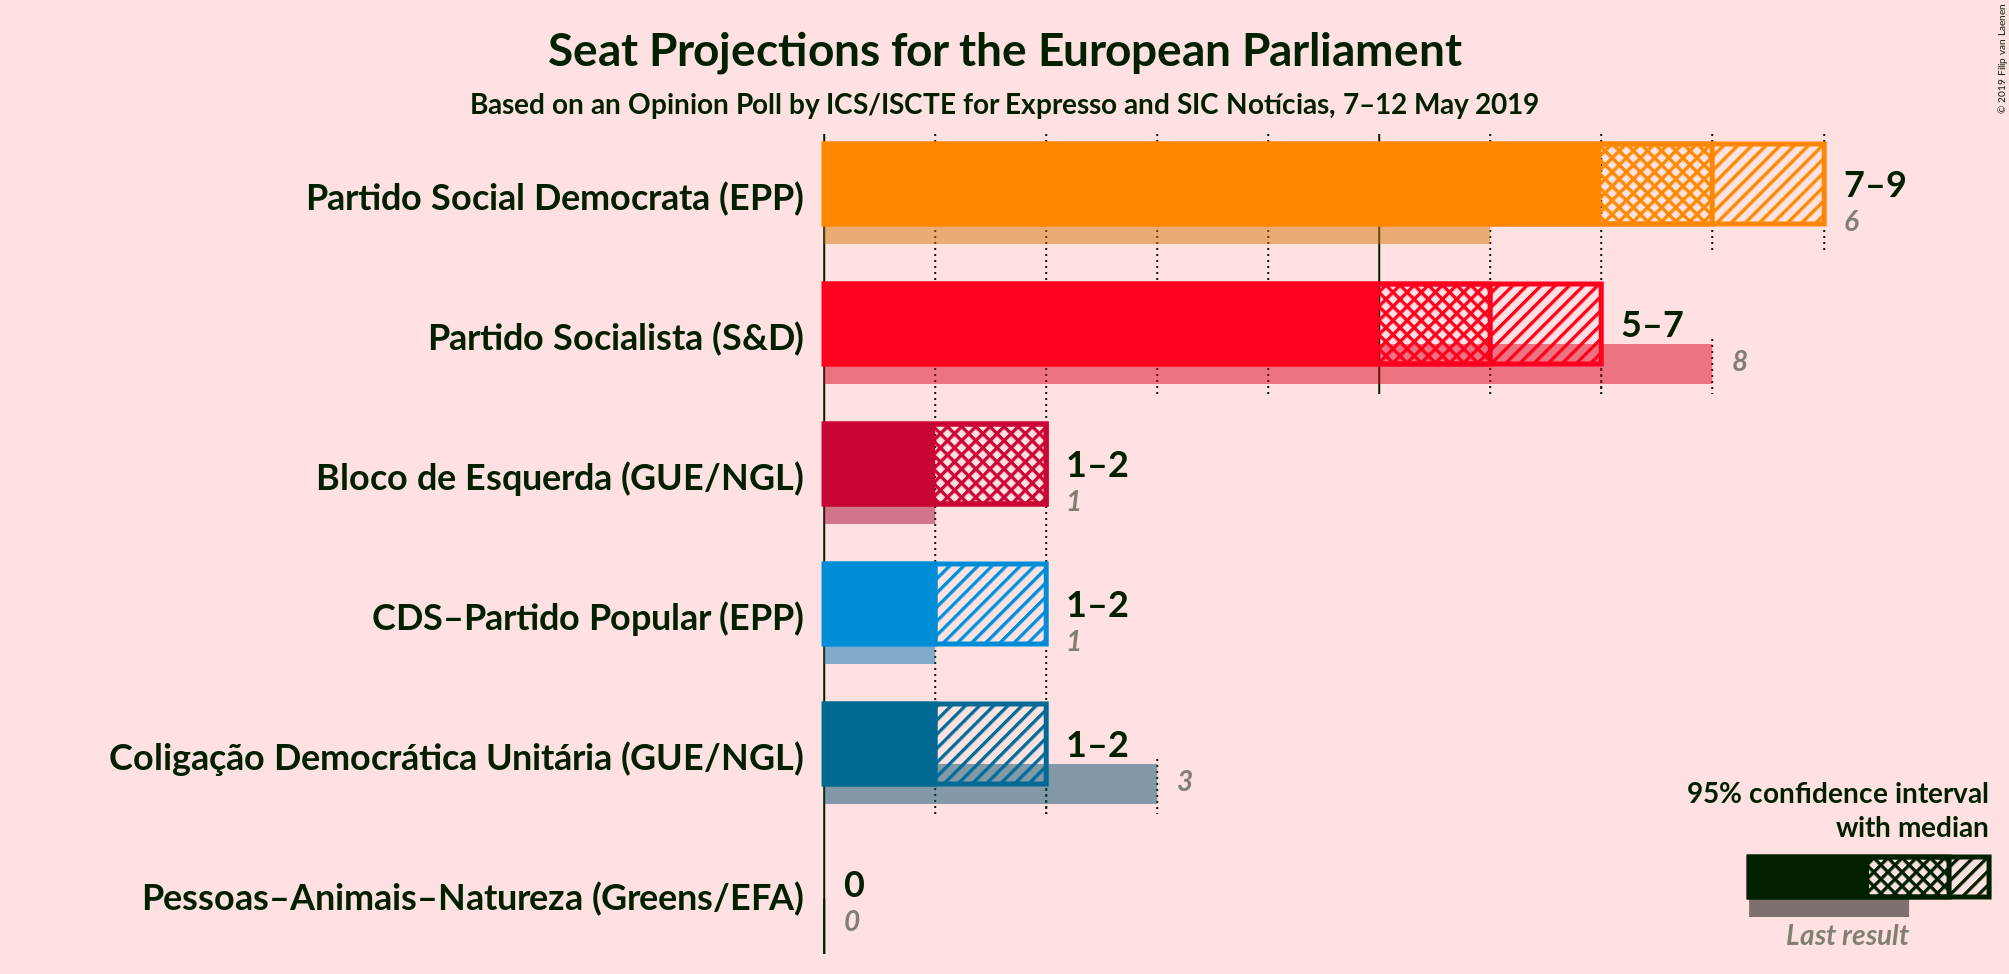 Seat Projections for the European Parliament
Based on an Opinion Poll by ICS/ISCTE for Expresso and SIC Notícias, 7–12 May 2019
© 2019 Filip van Laenen
Partido Social Democrata (EPP)
7–9
6
Partido Socialista (S&D)
5–7
8
Bloco de Esquerda (GUE/NGL)
1–2
1
CDS–Partido Popular (EPP)
1–2
1
Coligação Democrática Unitária (GUE/NGL)
1–2
3
Pessoas–Animais–Natureza (Greens/EFA)
0
0
95% confidence interval
with median
Last result